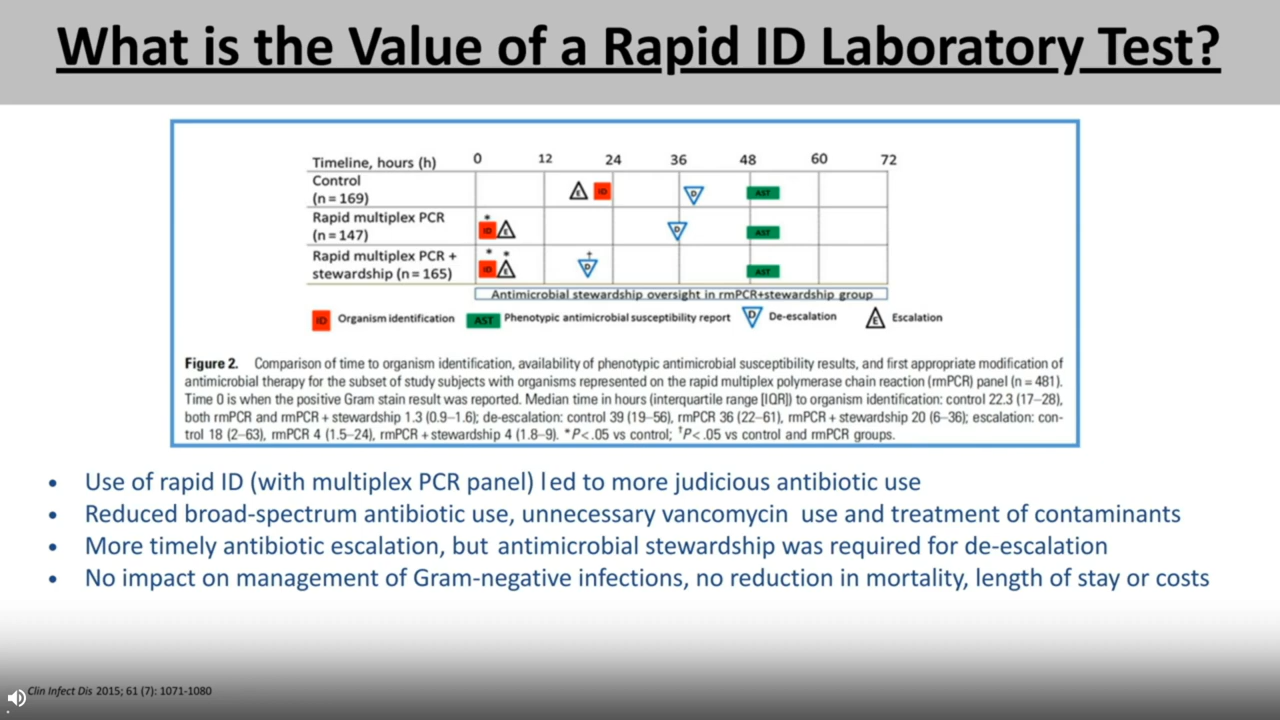 What is the Value of a Rapid ID Laboratory Test?
Timeline, hours (h) 0 12 24 36 48 60 72
Control
(n = 169)
E ID D AST
Rapid multiplex PCR
(n = 147)
*
ID E D AST
Rapid multiplex PCR +
stewardship (n = 165)
* * †
ID E D AST
Antimicrobial stewardship oversight in rmPCR+stewardship group
ID Organism identification AST Phenotypic antimicrobial susceptibility report D De-escalation E Escalation
Figure 2. Comparison of time to organism identification, availability of phenotypic antimicrobial susceptibility results, and first appropriate modification of
antimicrobial therapy for the subset of study subjects with organisms represented on the rapid multiplex polymerase chain reaction (rmPCR) panel (n = 481).
Time 0 is when the positive Gram stain result was reported. Median time in hours (interquartile range [IQR]) to organism identification: control 22.3 (17–28),
both rmPCR and rmPCR + stewardship 1.3 (0.9–1.6); de-escalation: control 39 (19–56), rmPCR 36 (22–61), rmPCR + stewardship 20 (6–36); escalation: con-
trol 18 (2–63), rmPCR 4 (1.5–24), rmPCR + stewardship 4 (1.8–9). *P < .05 vs control; †P < .05 vs control and rmPCR groups.
• Use of rapid ID (with multiplex PCR panel) led to more judicious antibiotic use
• Reduced broad-spectrum antibiotic use, unnecessary vancomycin use and treatment of contaminants
• More timely antibiotic escalation, but antimicrobial stewardship was required for de-escalation
• No impact on management of Gram-negative infections, no reduction in mortality, length of stay or costs
Clin Infect Dis 2015; 61 (7): 1071-1080